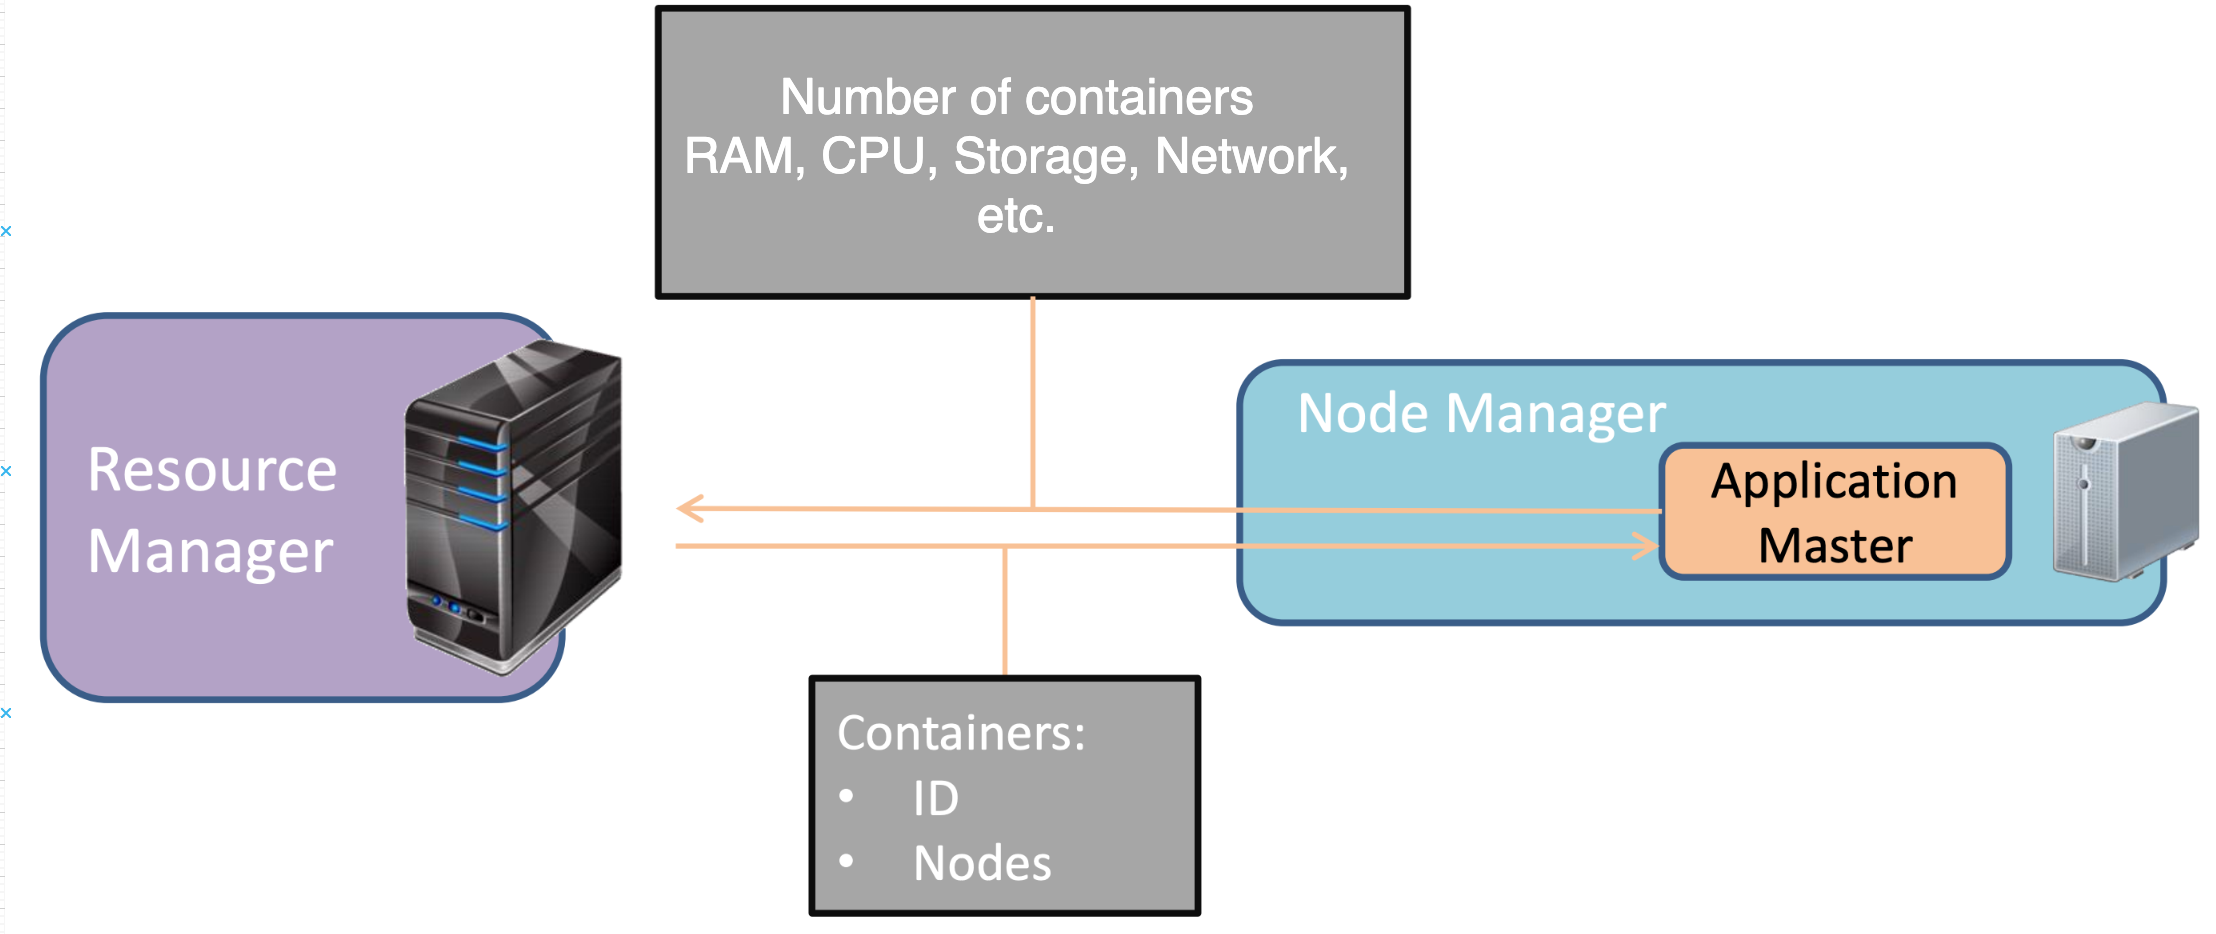 Number of containers
RAM, CPU, Storage, Network,
etc.
Resource
Manager
Node Manager
Application
Master
Containers:
• ID
• Nodes